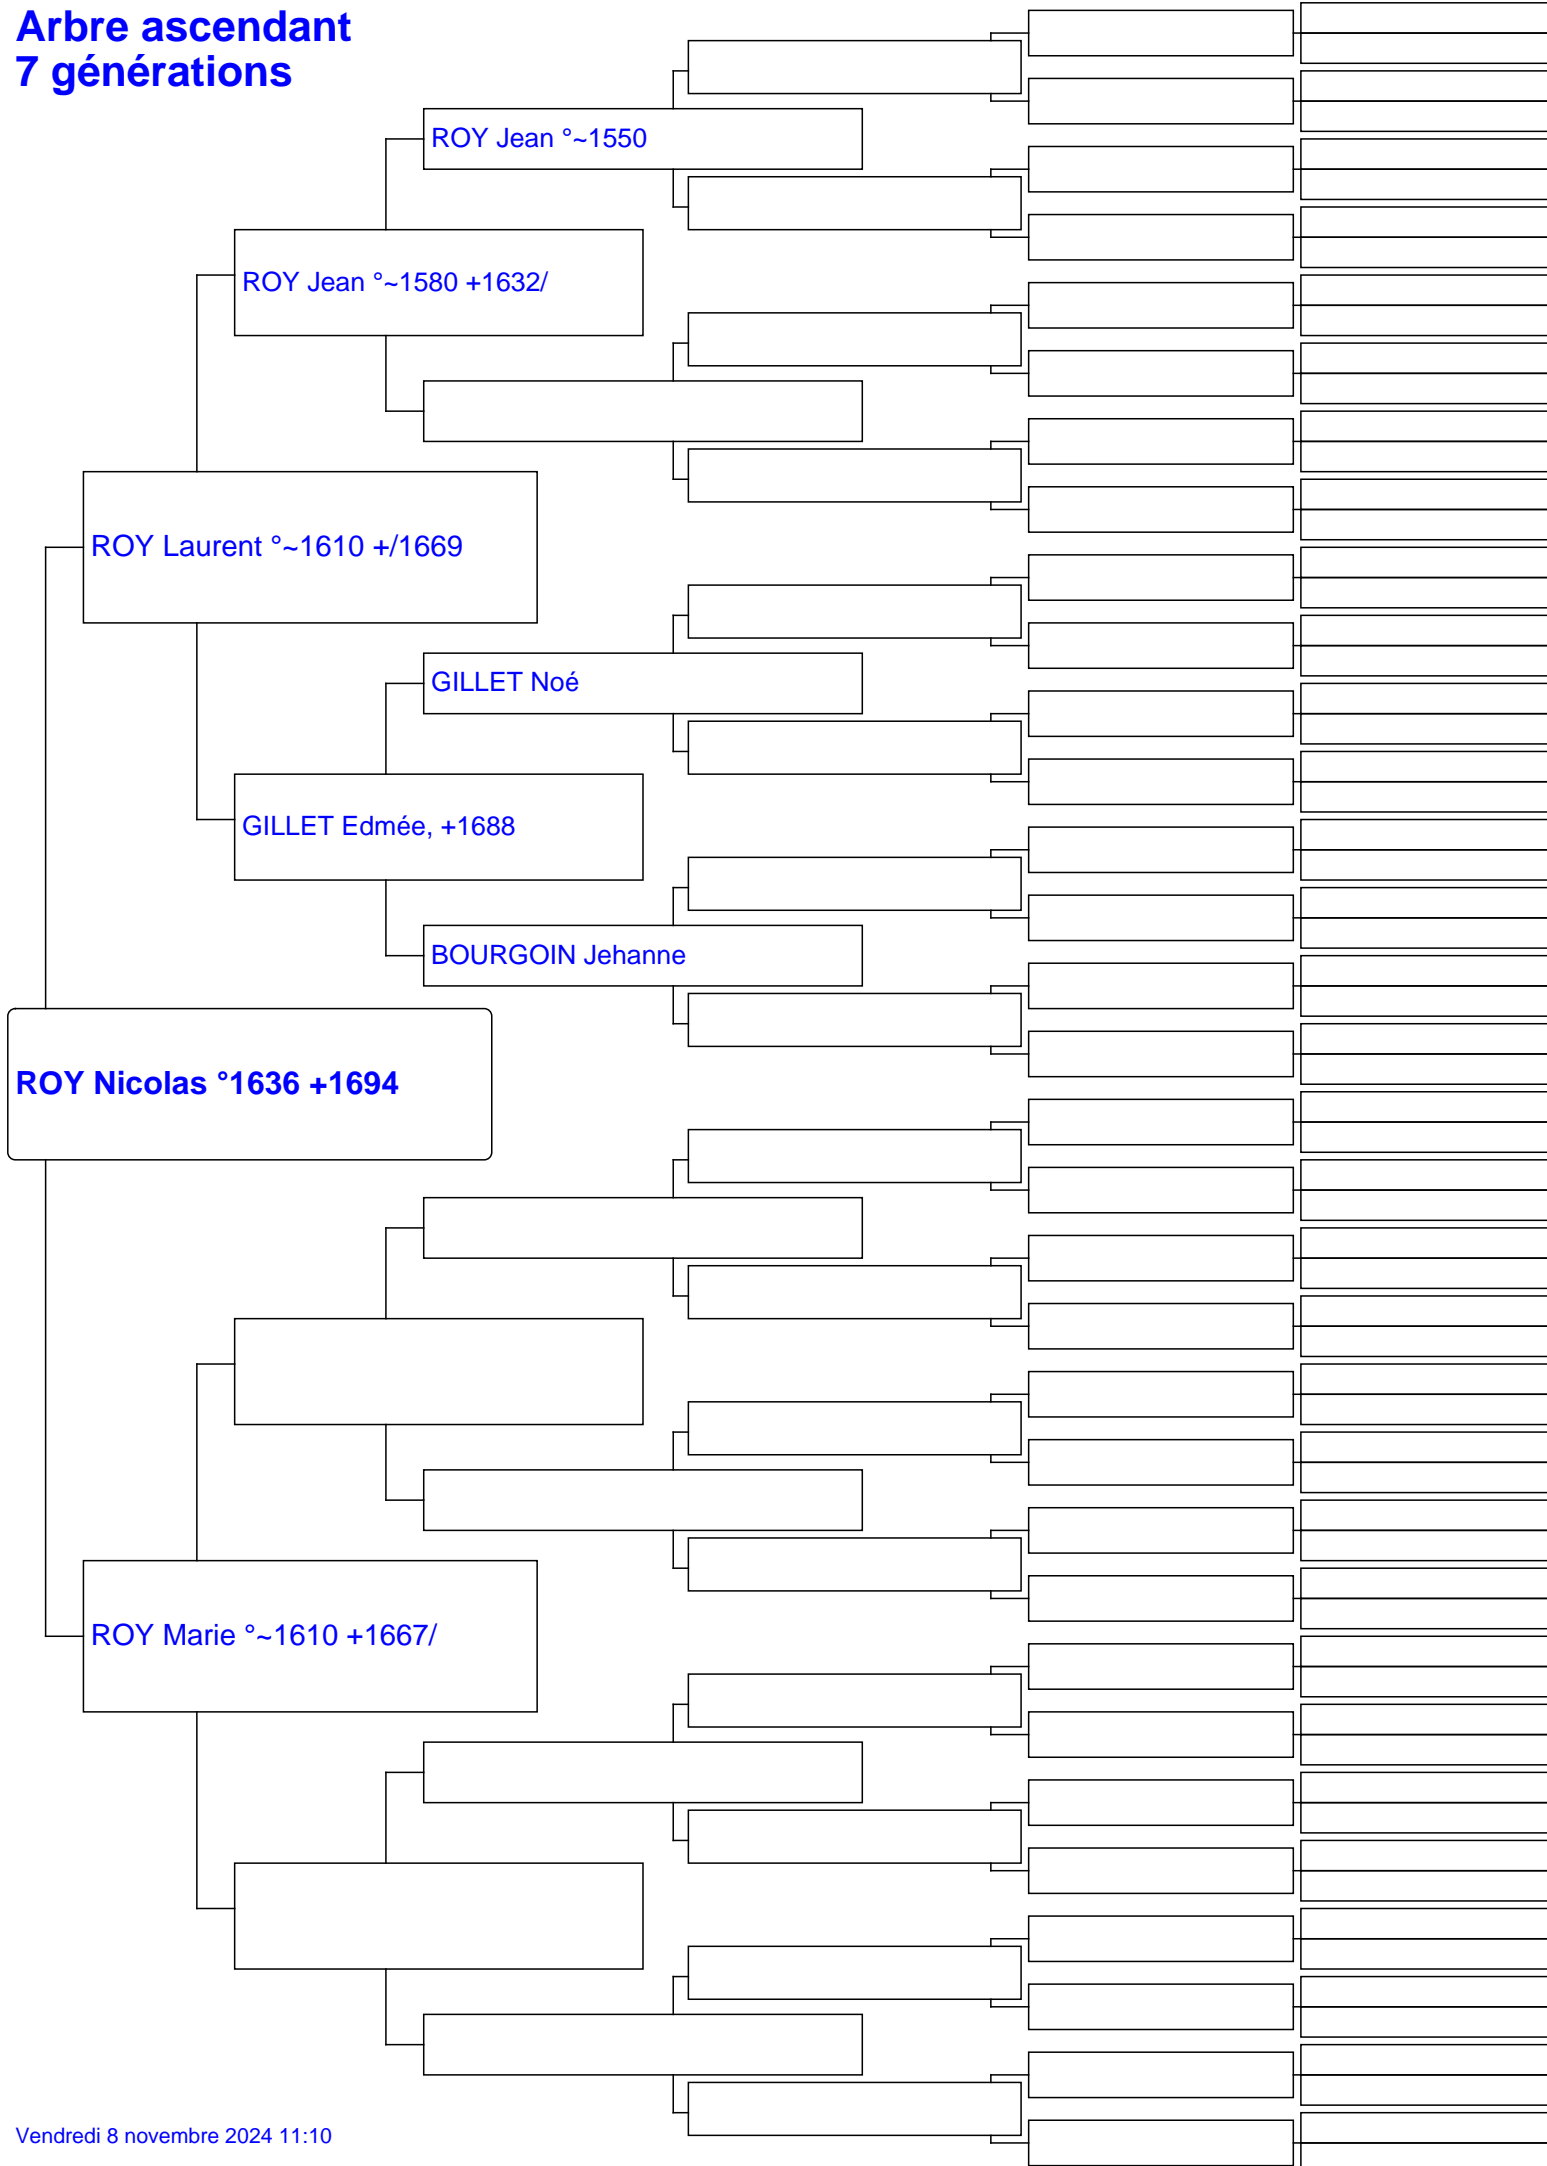 Arbre ascendant
7 générations
ROY Jean °~1550
ROY Jean °~1580 +1632/
ROY Laurent °~1610 +/1669
GILLET Noé
GILLET Edmée, +1688
BOURGOIN Jehanne
ROY Nicolas °1636 +1694
ROY Marie °~1610 +1667/
Vendredi 8 novembre 2024 11:10